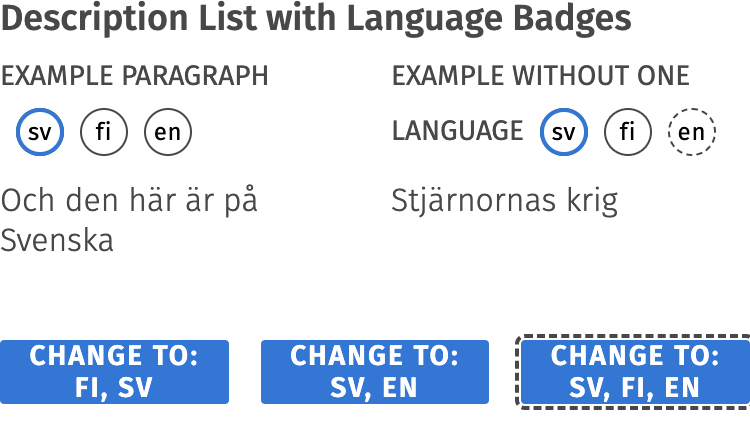 Description List with Language Badges
EXAMPLE PARAGRAPH
sv fi en
Och den här är på
Svenska
EXAMPLE WITHOUT ONE
LANGUAGE sv fi en
Stjärnornas krig
CHANGE TO:
FI, SV
CHANGE TO:
SV, EN
CHANGE TO:
SV, FI, EN